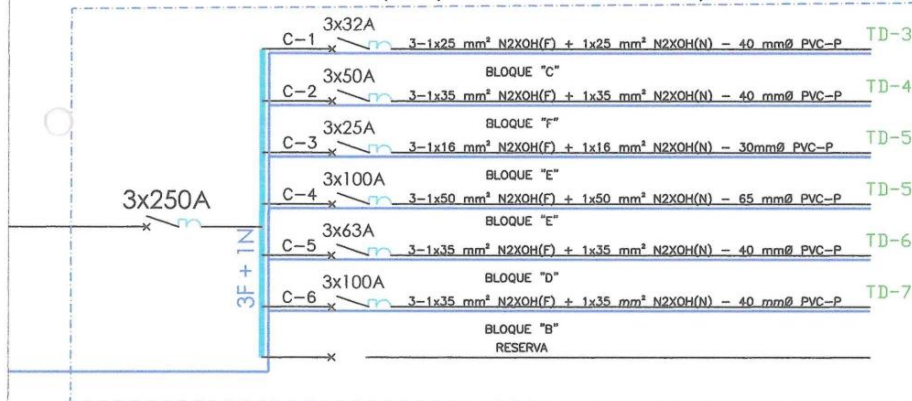 3x32A
C-1 3-1x25 mm² N2XOH(F) + 1x25 mm² N2XOH(N) - 40 mmØ PVC-P TD-3
BLOQUE "C"
3x50A
C-2 3-1x35 mm² N2XOH(F) + 1x35 mm² N2XOH(N) - 40 mmØ PVC-P TD-4
BLOQUE "F"
3x25A
C-3 3-1x16 mm² N2XOH(F) + 1x16 mm² N2XOH(N) - 30mmØ PVC-P TD-5
BLOQUE "E"
3x100A
C-4 3-1x50 mm² N2XOH(F) + 1x50 mm² N2XOH(N) - 65 mmØ PVC-P TD-5
BLOQUE "E"
3x250A
3x63A
C-5 3-1x35 mm² N2XOH(F) + 1x35 mm² N2XOH(N) - 40 mmØ PVC-P TD-6
BLOQUE "D"
3x100A
C-6 3-1x35 mm² N2XOH(F) + 1x35 mm² N2XOH(N) - 40 mmØ PVC-P TD-7
BLOQUE "B"
RESERVA
3F + 1N